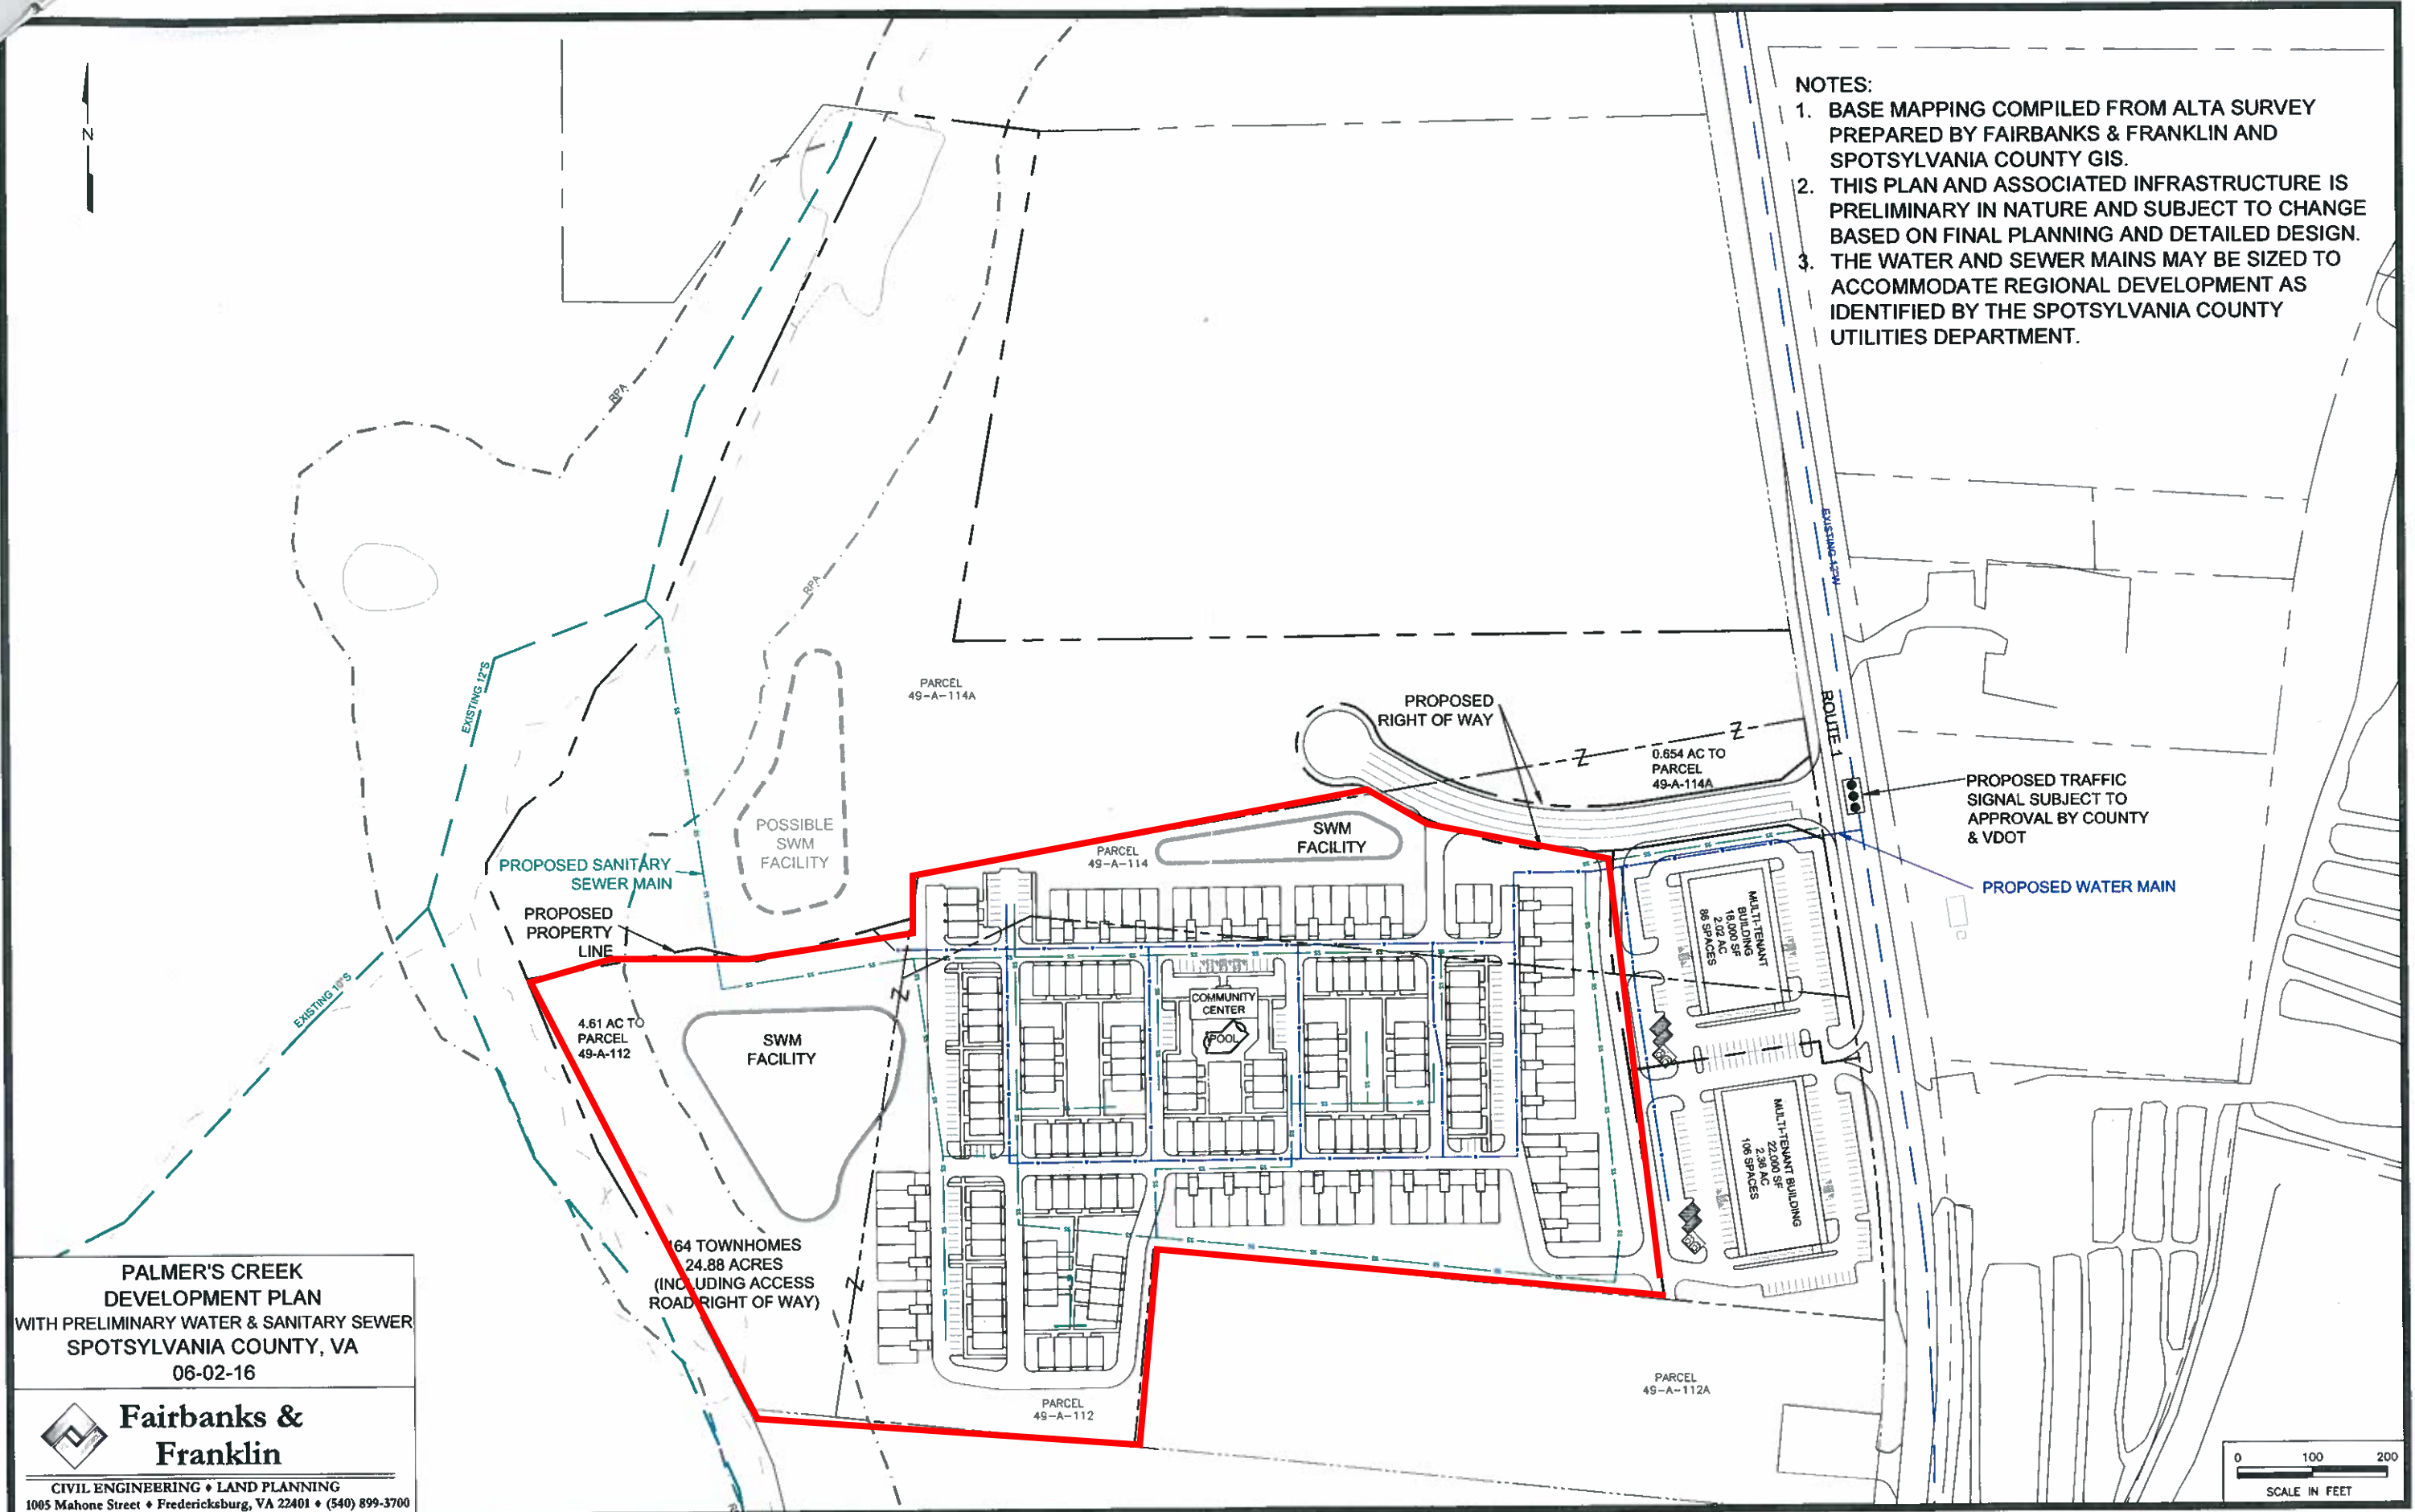 N
NOTES:
1. BASE MAPPING COMPILED FROM ALTA SURVEY
PREPARED BY FAIRBANKS & FRANKLIN AND
SPOTSYLVANIA COUNTY GIS.
2. THIS PLAN AND ASSOCIATED INFRASTRUCTURE IS
PRELIMINARY IN NATURE AND SUBJECT TO CHANGE
BASED ON FINAL PLANNING AND DETAILED DESIGN.
3. THE WATER AND SEWER MAINS MAY BE SIZED TO
ACCOMMODATE REGIONAL DEVELOPMENT AS
IDENTIFIED BY THE SPOTSYLVANIA COUNTY
UTILITIES DEPARTMENT.
RPA
RPA
EXISTING 12"W
EXISTING 12"S
PARCEL
49-A-114A
PROPOSED
RIGHT OF WAY
ROUTE 1
0.654 AC TO
PARCEL
49-A-114A
PROPOSED TRAFFIC
SIGNAL SUBJECT TO
APPROVAL BY COUNTY
& VDOT
POSSIBLE
SWM
FACILITY
SWM
FACILITY
PARCEL
49-A-114
PROPOSED SANITARY
SEWER MAIN
PROPOSED WATER MAIN
PROPOSED
PROPERTY
LINE
MULTI-TENANT
BUILDING
18,000 SF
2.02 AC
86 SPACES
EXISTING 10"S
COMMUNITY
CENTER
POOL
4.61 AC TO
PARCEL
49-A-112
SWM
FACILITY
MULTI-TENANT BUILDING
22,000 SF
2.36 AC
106 SPACES
164 TOWNHOMES
24.88 ACRES
(INCLUDING ACCESS
ROAD RIGHT OF WAY)
PARCEL
49-A-112
PARCEL
49-A-112A
PALMER'S CREEK
DEVELOPMENT PLAN
WITH PRELIMINARY WATER & SANITARY SEWER
SPOTSYLVANIA COUNTY, VA
06-02-16
Fairbanks &
Franklin
CIVIL ENGINEERING ♦ LAND PLANNING
1005 Mahone Street ♦ Fredericksburg, VA 22401 ♦ (540) 899-3700
0 100 200
SCALE IN FEET